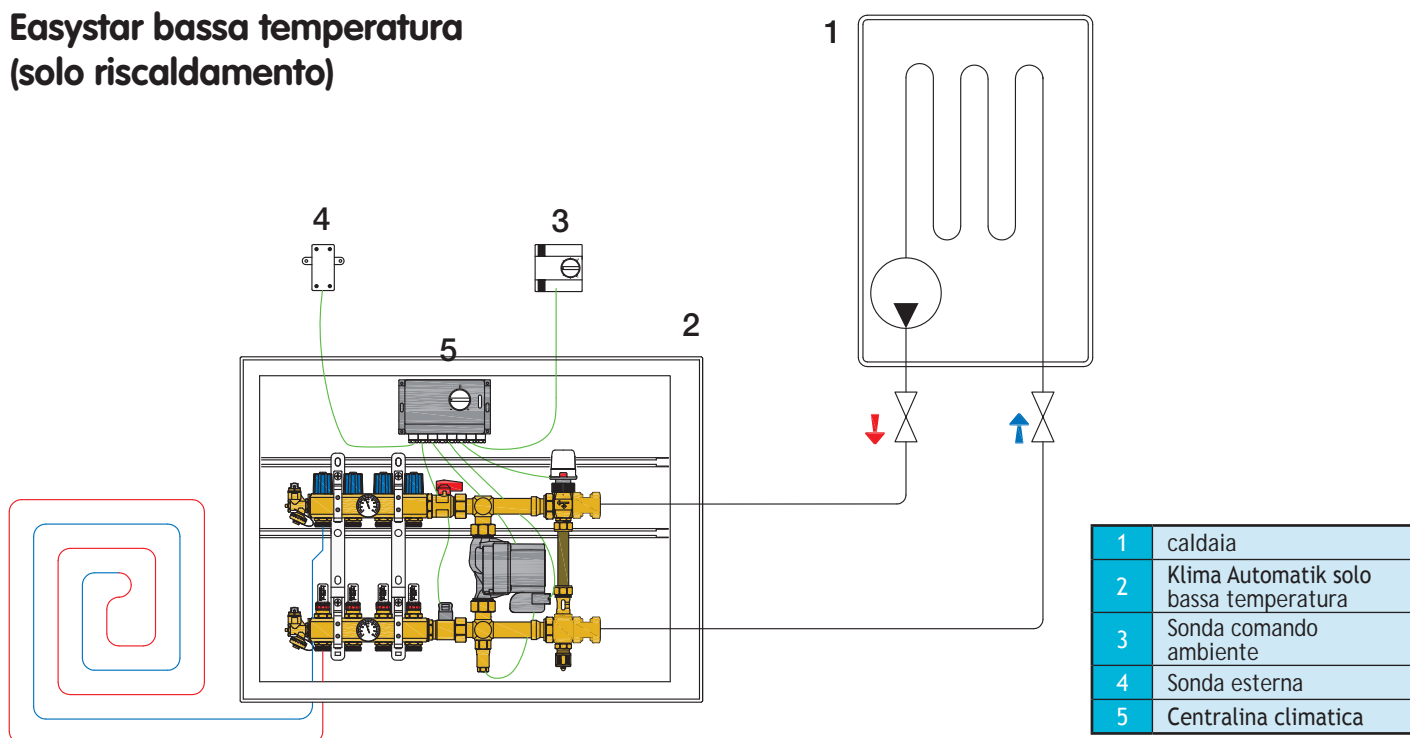 Easystar bassa temperatura
(solo riscaldamento)
1
4
3
2
5
1 caldaia
2 Klima Automatik solo
bassa temperatura
3 Sonda comando
ambiente
4 Sonda esterna
5 Centralina climatica